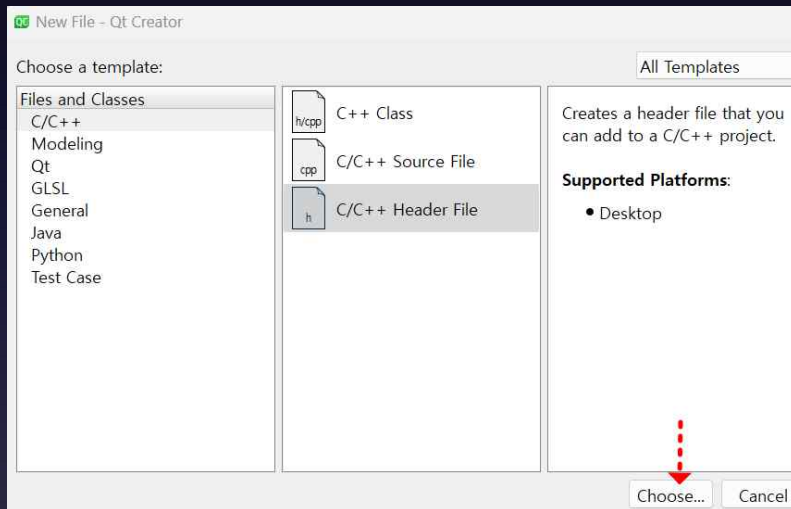 New File - Qt Creator
Choose a template:
All Templates
Files and Classes
C/C++
Modeling
Qt
GLSL
General
Java
Python
Test Case
h/cpp
C++ Class
cpp
C/C++ Source File
h
C/C++ Header File
Creates a header file that you
can add to a C/C++ project.
Supported Platforms:
• Desktop
Choose...
Cancel